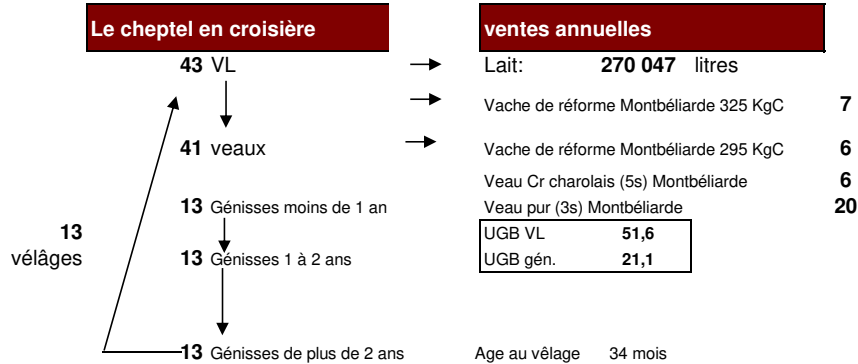 Le cheptel en croisière ventes annuelles
43 VL Lait: 270 047 litres
Vache de réforme Montbéliarde 325 KgC 7
41 veaux Vache de réforme Montbéliarde 295 KgC 6
Veau Cr charolais (5s) Montbéliarde 6
13 Génisses moins de 1 an Veau pur (3s) Montbéliarde 20
13 UGB VL 51,6
vélâges 13 Génisses 1 à 2 ans UGB gén. 21,1
13 Génisses de plus de 2 ans Age au vêlage 34 mois